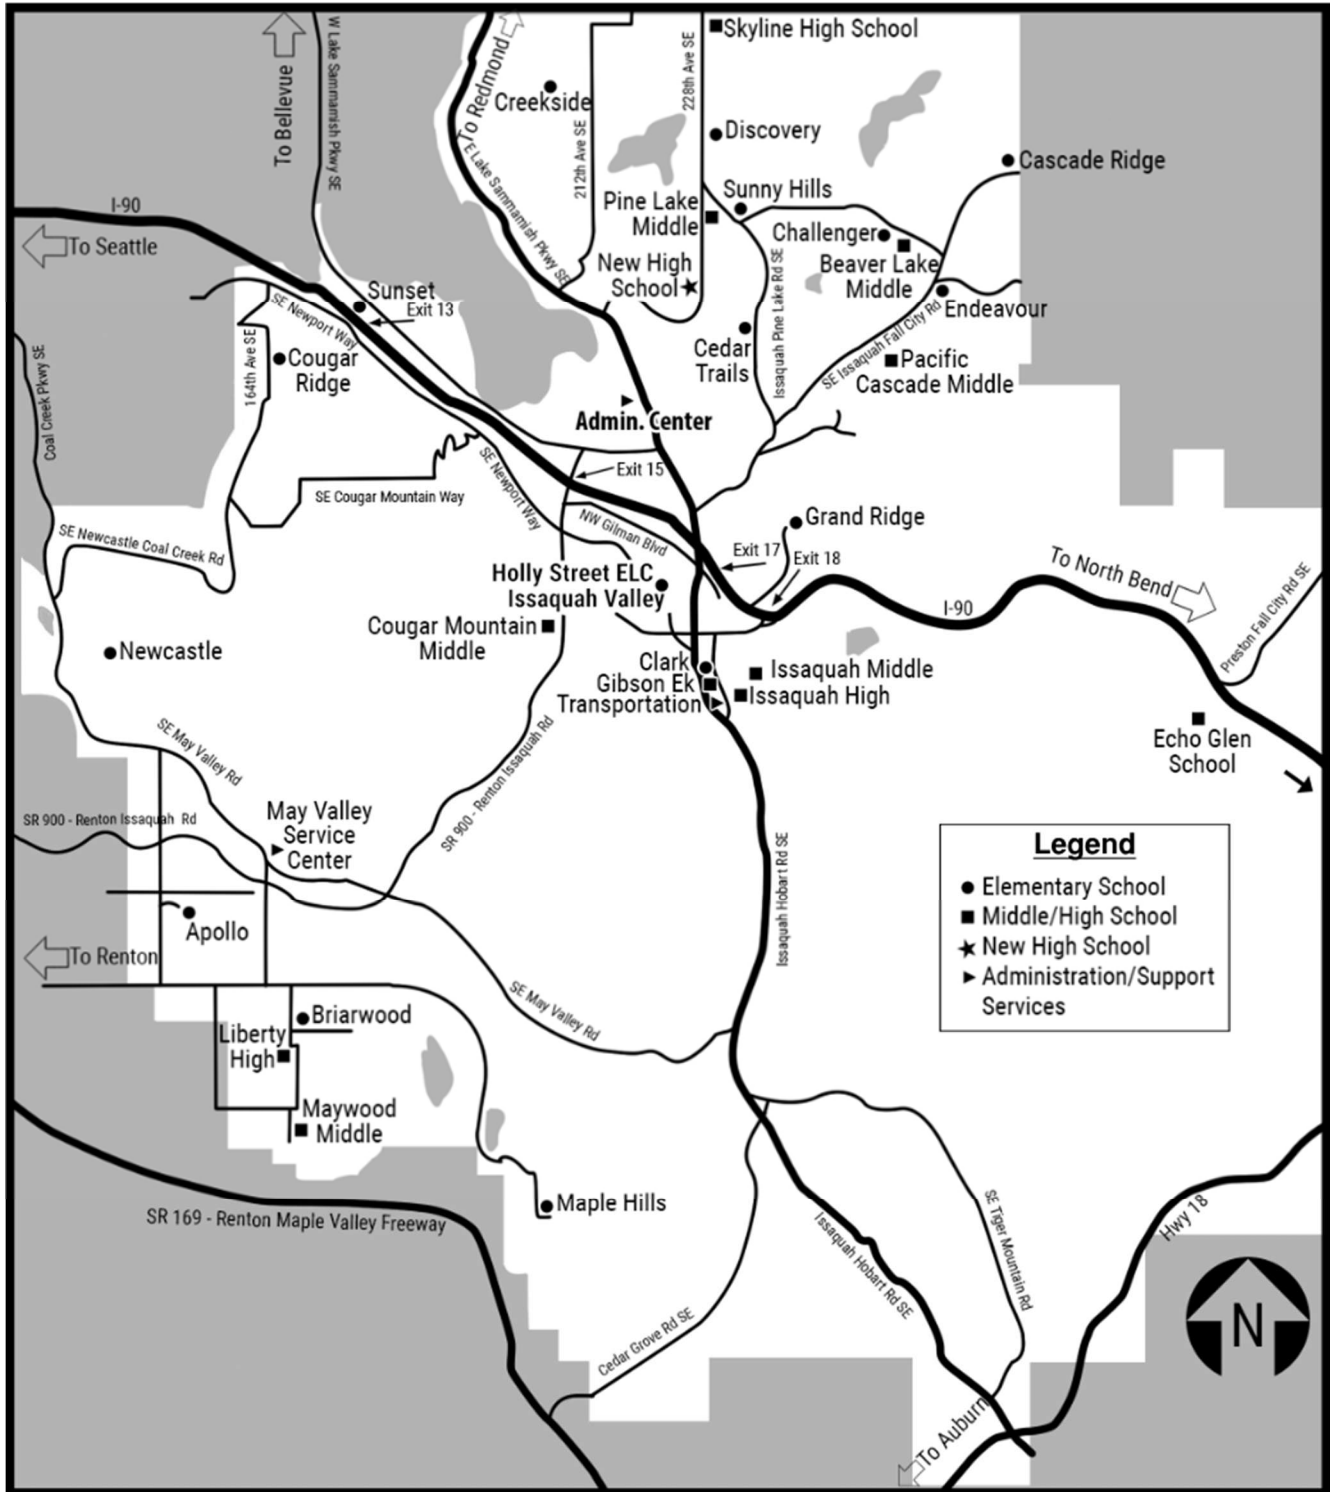 Skyline High School
W Lake Sammamish Pkwy SE
To Redmond
228th Ave SE
To Bellevue
Creekside
212th Ave SE
Discovery
Cascade Ridge
E Lake Sammamish Pkwy SE
Sunny Hills
I-90
Pine Lake
Middle
Challenger
To Seattle
New High
School
Beaver Lake
Middle
Issaquah Pine Lake Rd SE
Sunset
Exit 13
SE Newport Way
Endeavour
SE Issaquah Fall City Rd
164th Ave SE
Cougar
Ridge
Cedar
Trails
Pacific
Cascade Middle
Coal Creek Pkwy SE
Admin. Center
Exit 15
SE Newport Way
SE Cougar Mountain Way
NW Gilman Blvd
Grand Ridge
SE Newcastle Coal Creek Rd
Exit 17
Exit 18
To North Bend
Holly Street ELC
Issaquah Valley
I-90
Preston Fall City Rd SE
Cougar Mountain
Middle
Newcastle
Clark
Gibson Ek
Transportation
Issaquah Middle
Issaquah High
SE May Valley Rd
SR 900 - Renton Issaquah Rd
Echo Glen
School
SR 900 - Renton Issaquah Rd
May Valley
Service
Center
Issaquah Hobart Rd SE
Legend
Elementary School
Middle/High School
New High School
Administration/Support
Services
Apollo
To Renton
SE May Valley Rd
Briarwood
Liberty
High
Maywood
Middle
Maple Hills
SR 169 - Renton Maple Valley Freeway
Issaquah Hobart Rd SE
SE Tiger Mountain Rd
Hwy 18
Cedar Grove Rd SE
N
To Auburn